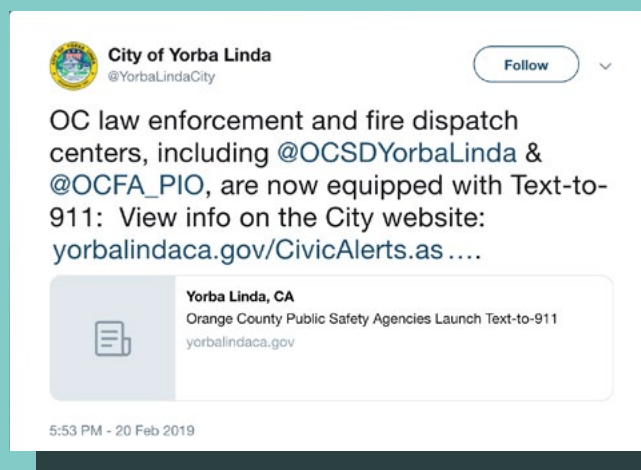 City of Yorba Linda
@YorbaLindaCity
Follow
OC law enforcement and fire dispatch
centers, including @OCSDYorbaLinda &
@OCFA_PIO, are now equipped with Text-to-
911: View info on the City website:
yorbalindaca.gov/CivicAlerts.as....
Yorba Linda, CA
Orange County Public Safety Agencies Launch Text-to-911
yorbalindaca.gov
5:53 PM - 20 Feb 2019